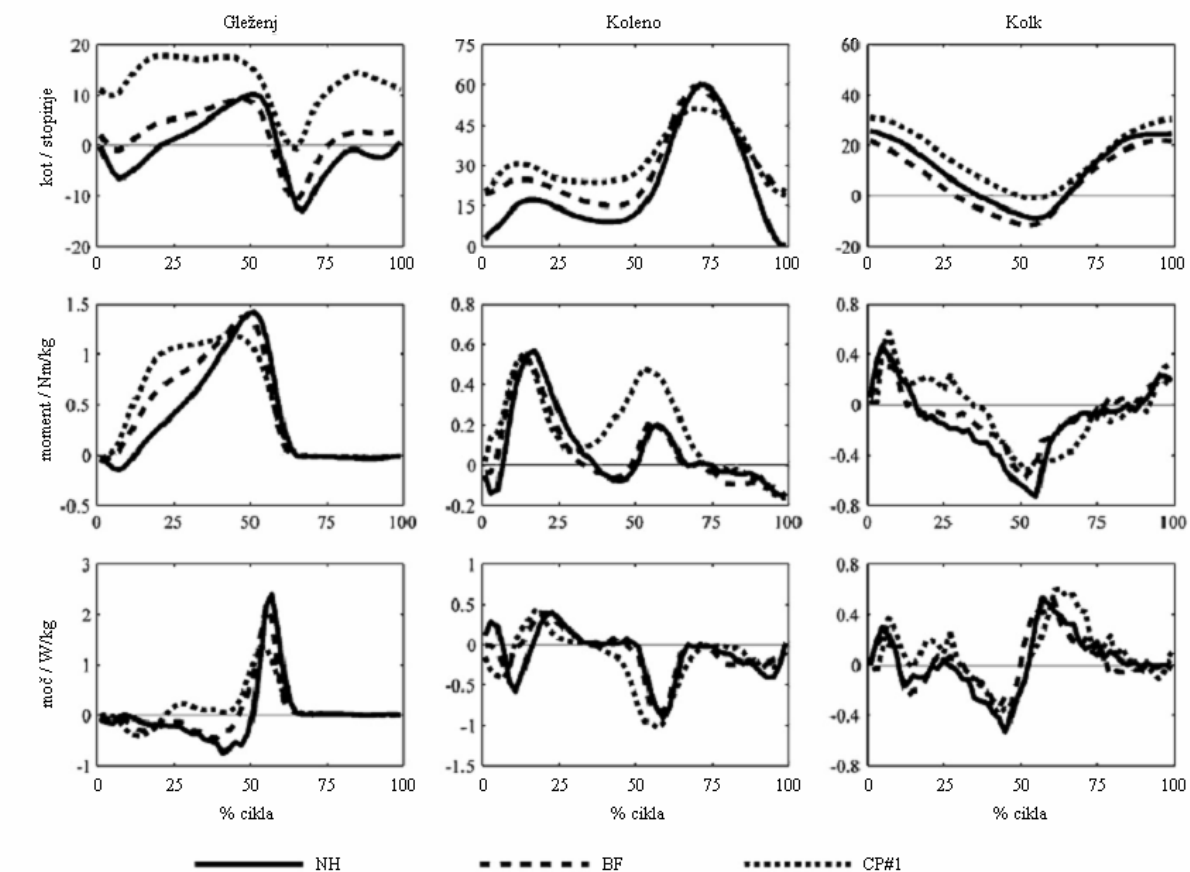 Gleženj Koleno Kolk
20 75 60
10 60 40
kot / stopinje
0 45 20
-10 30 0
-20 15 -20
0
0 25 50 75 100 0 25 50 75 100 0 25 50 75 100
1.5 0.8 0.8
1 0.6 0.4
moment / Nm/kg
0.5 0.4 0
0 0.2 -0.4
-0.5 0 -0.8
-0.2
0 25 50 75 100 0 25 50 75 100 0 25 50 75 100
3 1 0.8
2 0.5 0.4
moč / W/kg
1 0 0
0 -0.5 -0.4
-1 -1 -0.8
-1.5
0 25 50 75 100 0 25 50 75 100 0 25 50 75 100
% cikla % cikla % cikla
NH BF CP#1